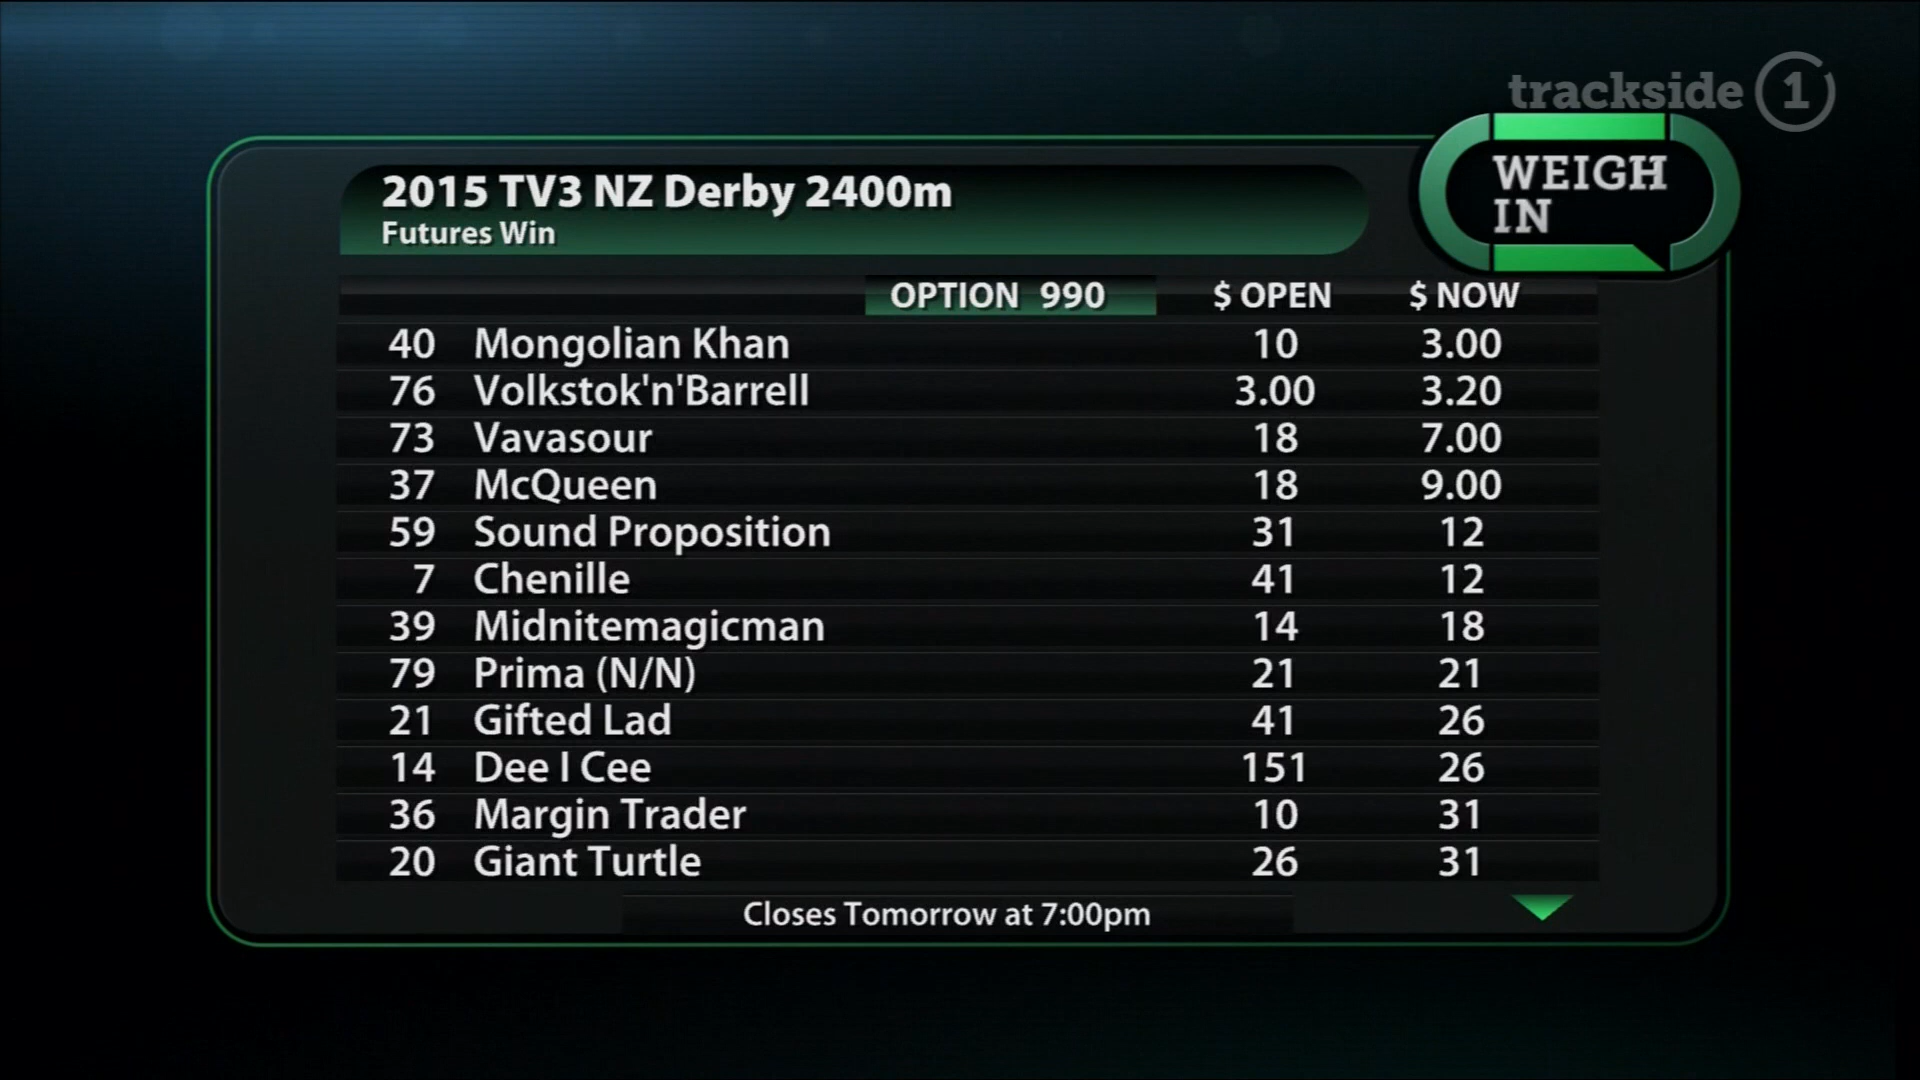 trackside 1
WEIGH
IN
2015 TV3 NZ Derby 2400m
Futures Win
OPTION 990 $ OPEN $ NOW
40 Mongolian Khan 10 3.00
76 Volkstok'n'Barrell 3.00 3.20
73 Vavasour 18 7.00
37 McQueen 18 9.00
59 Sound Proposition 31 12
7 Chenille 41 12
39 Midnitemagicman 14 18
79 Prima (N/N) 21 21
21 Gifted Lad 41 26
14 Dee I Cee 151 26
36 Margin Trader 10 31
20 Giant Turtle 26 31
Closes Tomorrow at 7:00pm